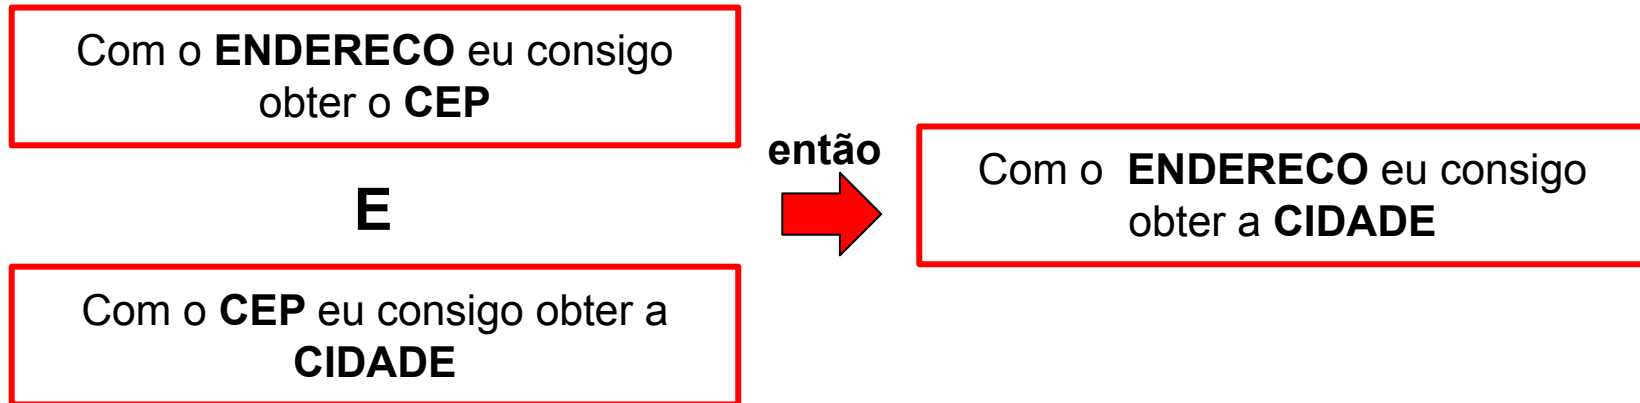 Com o ENDERECO eu consigo
obter o CEP
E
Com o CEP eu consigo obter a
CIDADE
então
Com o ENDERECO eu consigo
obter a CIDADE